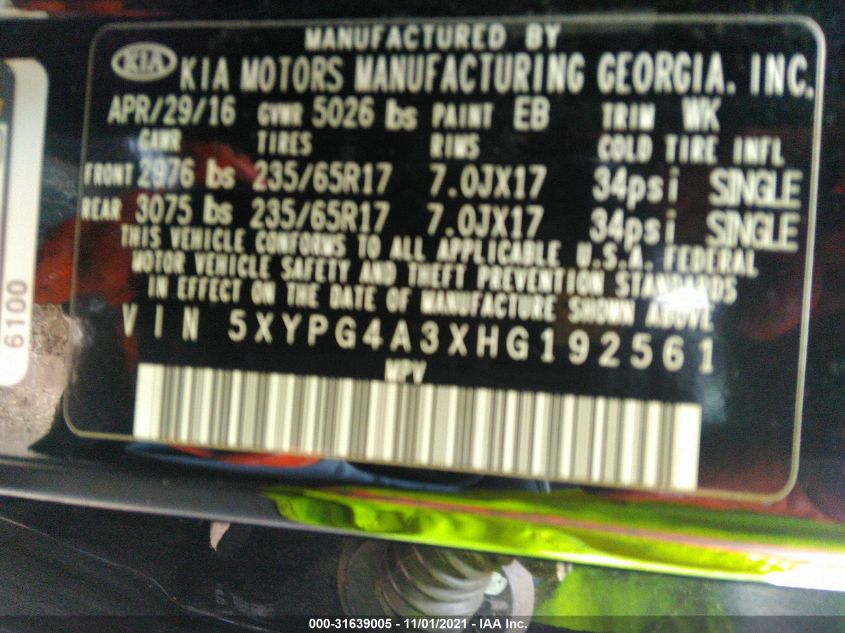 MANUFACTURED BY
KIA KIA MOTORS MANUFACTURING GEORGIA. INC.
APR/29/16 GVWR 5026 lbs PAINT EB TRIM WK
GAWR TIRES RIMS COLD TIRE INFL
FRONT 2976 lbs 235/65R17 7.0JX17 34psi SINGLE
REAR 3075 lbs 235/65R17 7.0JX17 34psi SINGLE
THIS VEHICLE CONFORMS TO ALL APPLICABLE U.S.A. FEDERAL
MOTOR VEHICLE SAFETY AND THEFT PREVENTION STANDARDS
IN EFFECT ON THE DATE OF MANUFACTURE SHOWN ABOVE
VIN 5XYPG4A3XHG192561
MPV
6100
000-31639005 - 11/01/2021 - IAA Inc.